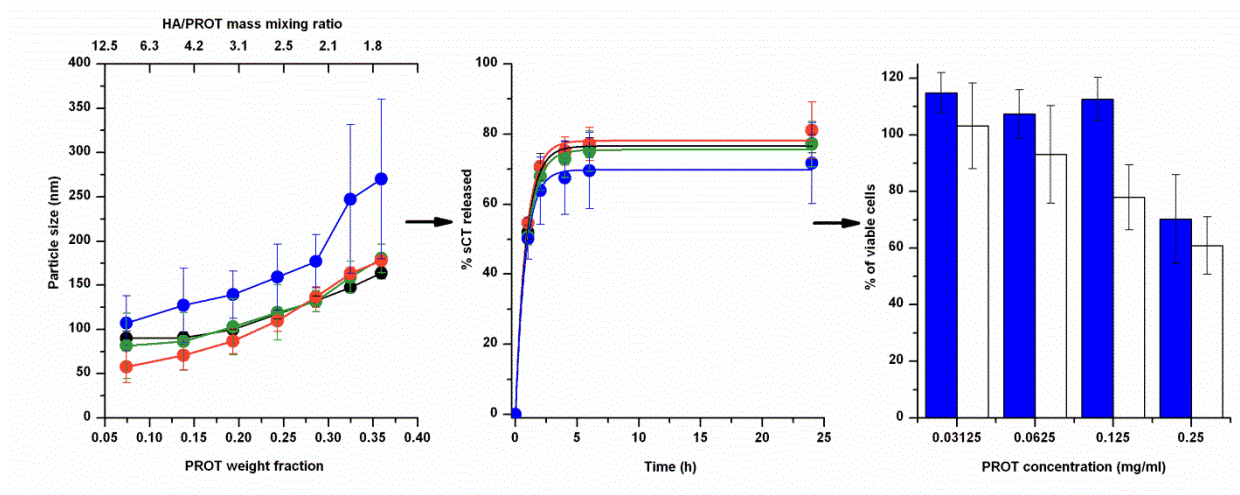 HA/PROT mass mixing ratio
12.5 6.3 4.2 3.1 2.5 2.1 1.8
400
350
300
250
200
150
100
50
0
Particle size (nm)
0.05 0.10 0.15 0.20 0.25 0.30 0.35 0.40
PROT weight fraction
100
80
60
40
20
0
% sCT released
0 5 10 15 20 25
Time (h)
120
100
80
60
40
20
0
% of viable cells
0.03125 0.0625 0.125 0.25
PROT concentration (mg/ml)